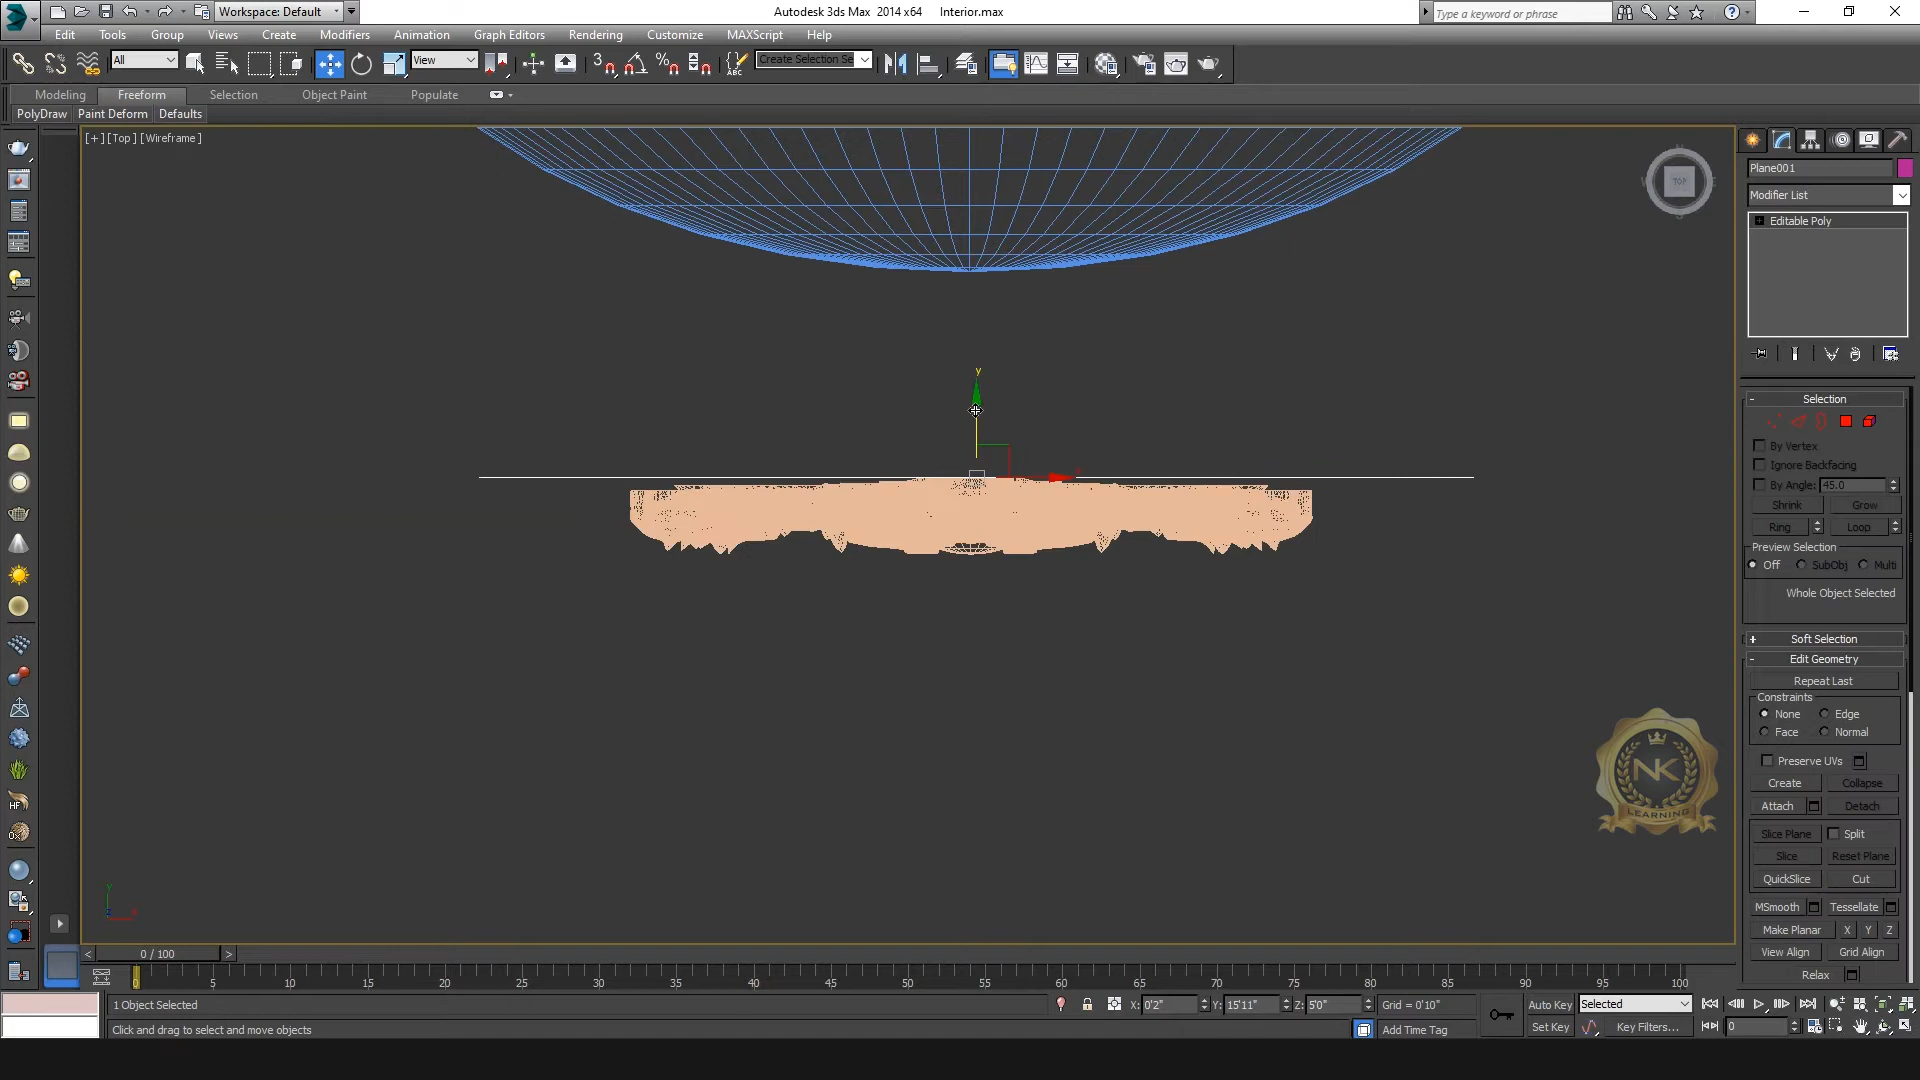 Workspace: Default
Autodesk 3ds Max 2014 x64 Interior.max
Type a keyword or phrase
Edit Tools Group Views Create Modifiers Animation Graph Editors Rendering Customize MAXScript Help
All
View
Create Selection Se
Modeling Freeform Selection Object Paint Populate
PolyDraw Paint Deform Defaults
[+] [Top] [Wireframe]
TOP
Plane001
Modifier List
Editable Poly
y
x
Selection
By Vertex
Ignore Backfacing
By Angle: 45.0
Shrink Grow
Ring Loop
Preview Selection
Off SubObj Multi
Whole Object Selected
Soft Selection
Edit Geometry
Repeat Last
Constraints
None Edge
Face Normal
Preserve UVs
Create Collapse
Attach Detach
Slice Plane Split
Slice Reset Plane
QuickSlice Cut
MSmooth Tessellate
Make Planar X Y Z
View Align Grid Align
Relax
NK
LEARNING
0 / 100
0 5 10 15 20 25 30 35 40 45 50 55 60 65 70 75 80 85 90 95 100
1 Object Selected
X: 0'2" Y: 15'11" Z: 5'0" Grid = 0'10"
Auto Key Selected
Click and drag to select and move objects
Add Time Tag
Set Key Key Filters... 0